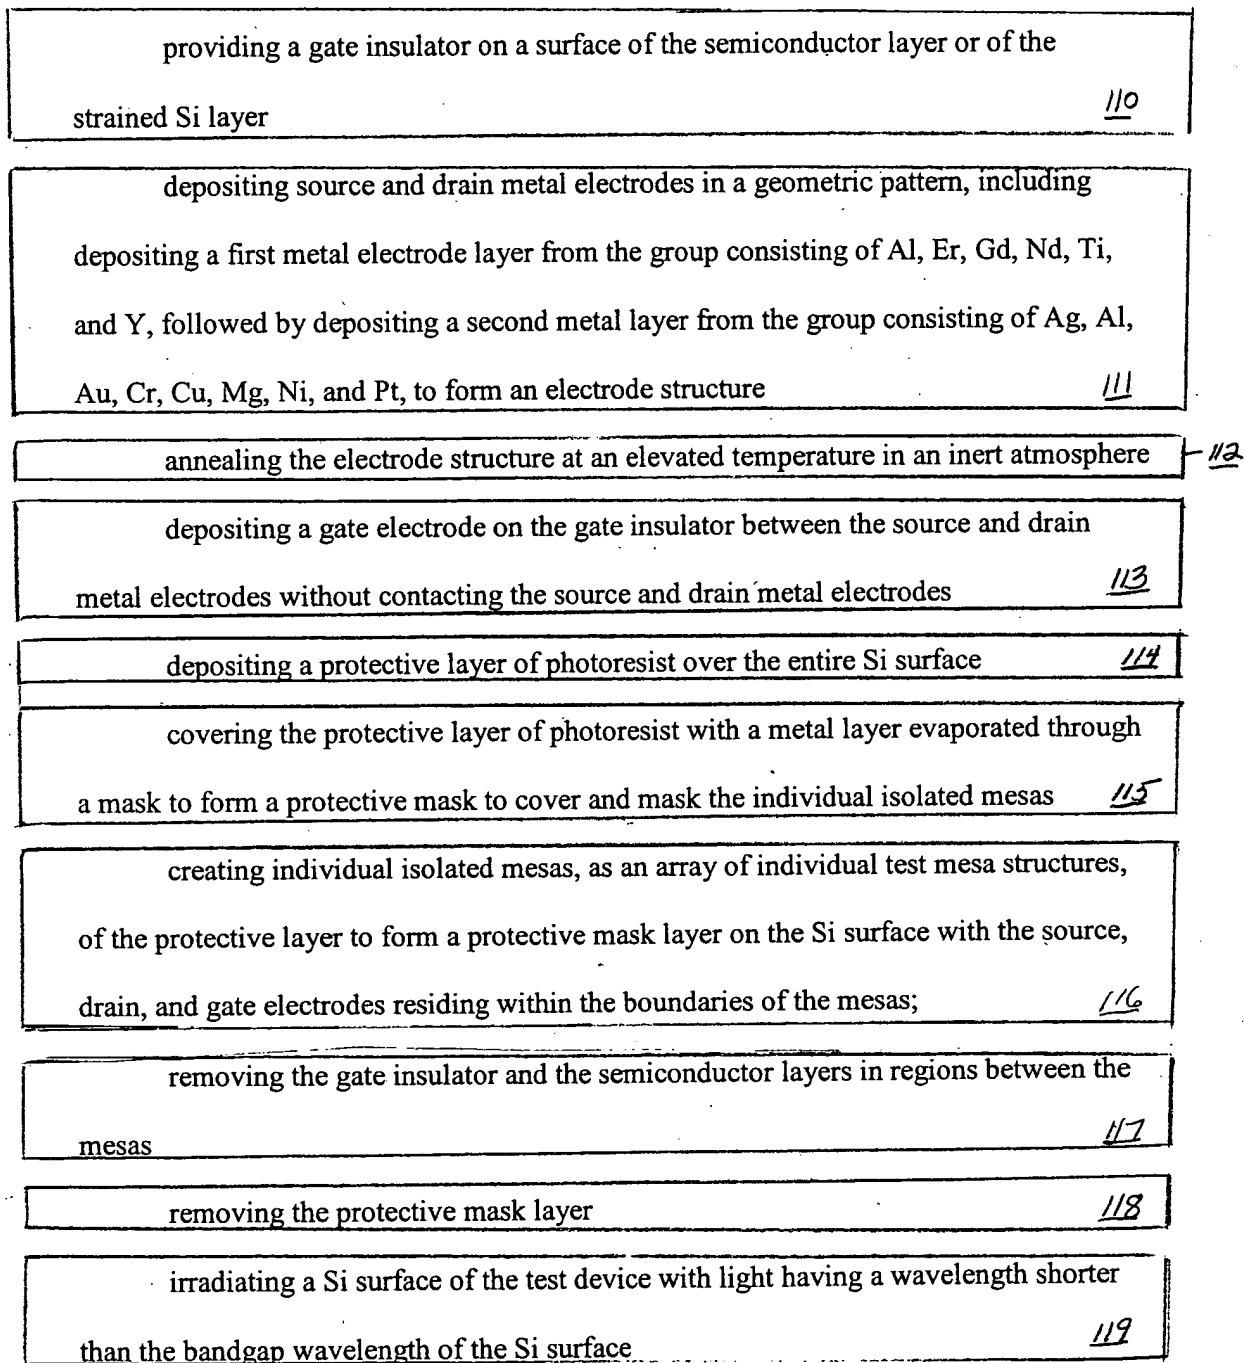 providing a gate insulator on a surface of the semiconductor layer or of the
strained Si layer 110
depositing source and drain metal electrodes in a geometric pattern, including
depositing a first metal electrode layer from the group consisting of Al, Er, Gd, Nd, Ti,
and Y, followed by depositing a second metal layer from the group consisting of Ag, Al,
Au, Cr, Cu, Mg, Ni, and Pt, to form an electrode structure 111
annealing the electrode structure at an elevated temperature in an inert atmosphere 112
depositing a gate electrode on the gate insulator between the source and drain
metal electrodes without contacting the source and drain metal electrodes 113
depositing a protective layer of photoresist over the entire Si surface 114
covering the protective layer of photoresist with a metal layer evaporated through
a mask to form a protective mask to cover and mask the individual isolated mesas 115
creating individual isolated mesas, as an array of individual test mesa structures,
of the protective layer to form a protective mask layer on the Si surface with the source,
drain, and gate electrodes residing within the boundaries of the mesas; 116
removing the gate insulator and the semiconductor layers in regions between the
mesas 117
removing the protective mask layer 118
irradiating a Si surface of the test device with light having a wavelength shorter
than the bandgap wavelength of the Si surface 119